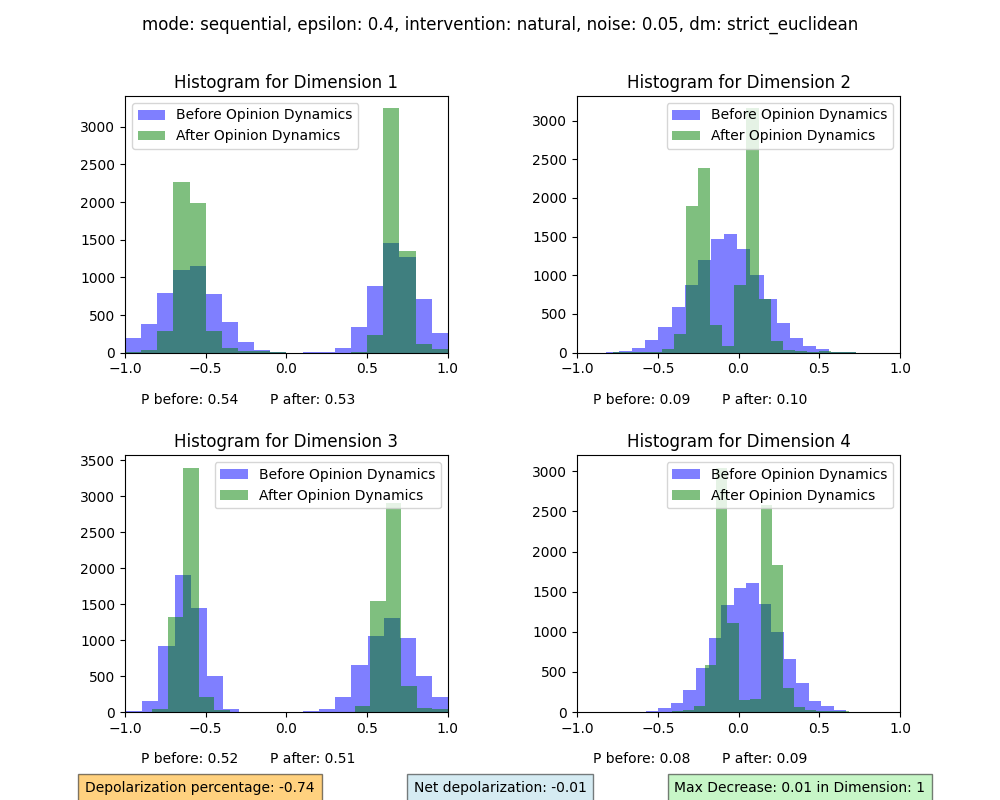 mode: sequential, epsilon: 0.4, intervention: natural, noise: 0.05, dm: strict_euclidean
Histogram for Dimension 1
Before Opinion Dynamics
After Opinion Dynamics
3000
2500
2000
1500
1000
500
0
−1.0 −0.5 0.0 0.5 1.0
P before: 0.54 P after: 0.53
Histogram for Dimension 2
Before Opinion Dynamics
After Opinion Dynamics
3000
2500
2000
1500
1000
500
0
−1.0 −0.5 0.0 0.5 1.0
P before: 0.09 P after: 0.10
Histogram for Dimension 3
Before Opinion Dynamics
After Opinion Dynamics
3500
3000
2500
2000
1500
1000
500
0
−1.0 −0.5 0.0 0.5 1.0
P before: 0.52 P after: 0.51
Histogram for Dimension 4
Before Opinion Dynamics
After Opinion Dynamics
3000
2500
2000
1500
1000
500
0
−1.0 −0.5 0.0 0.5 1.0
P before: 0.08 P after: 0.09
Depolarization percentage: -0.74
Net depolarization: -0.01
Max Decrease: 0.01 in Dimension: 1